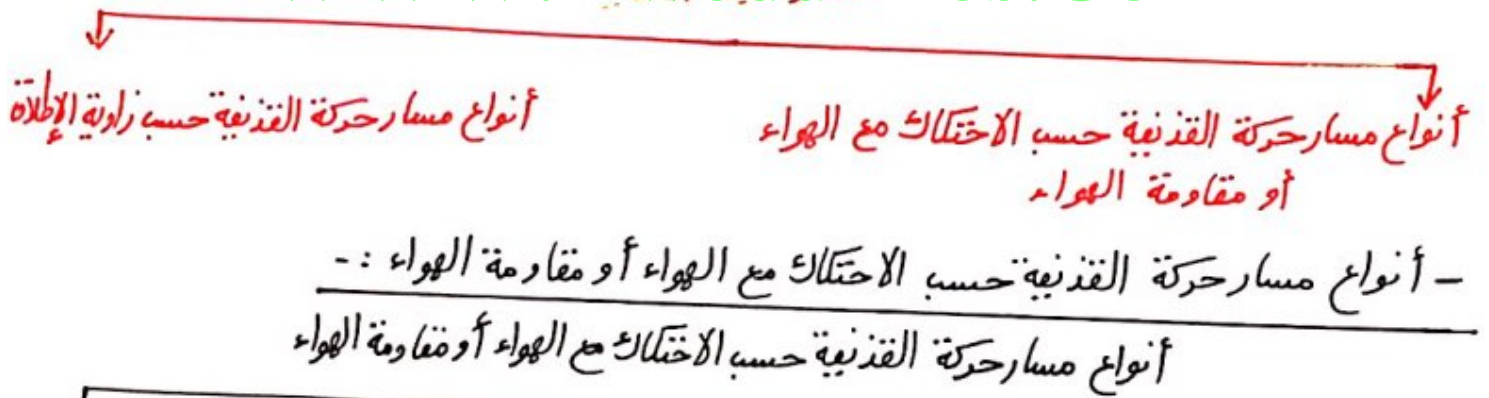 أنواع مسار حركة القذيفة حسب الاحتكاك مع الهواء
أو مقاومة الهواء
أنواع مسار حركة القذيفة حسب زاوية الإطلاق
- أنواع مسار حركة القذيفة حسب الاحتكاك مع الهواء أو مقاومة الهواء :-
أنواع مسار حركة القذيفة حسب الاحتكاك مع الهواء أو مقاومة الهواء